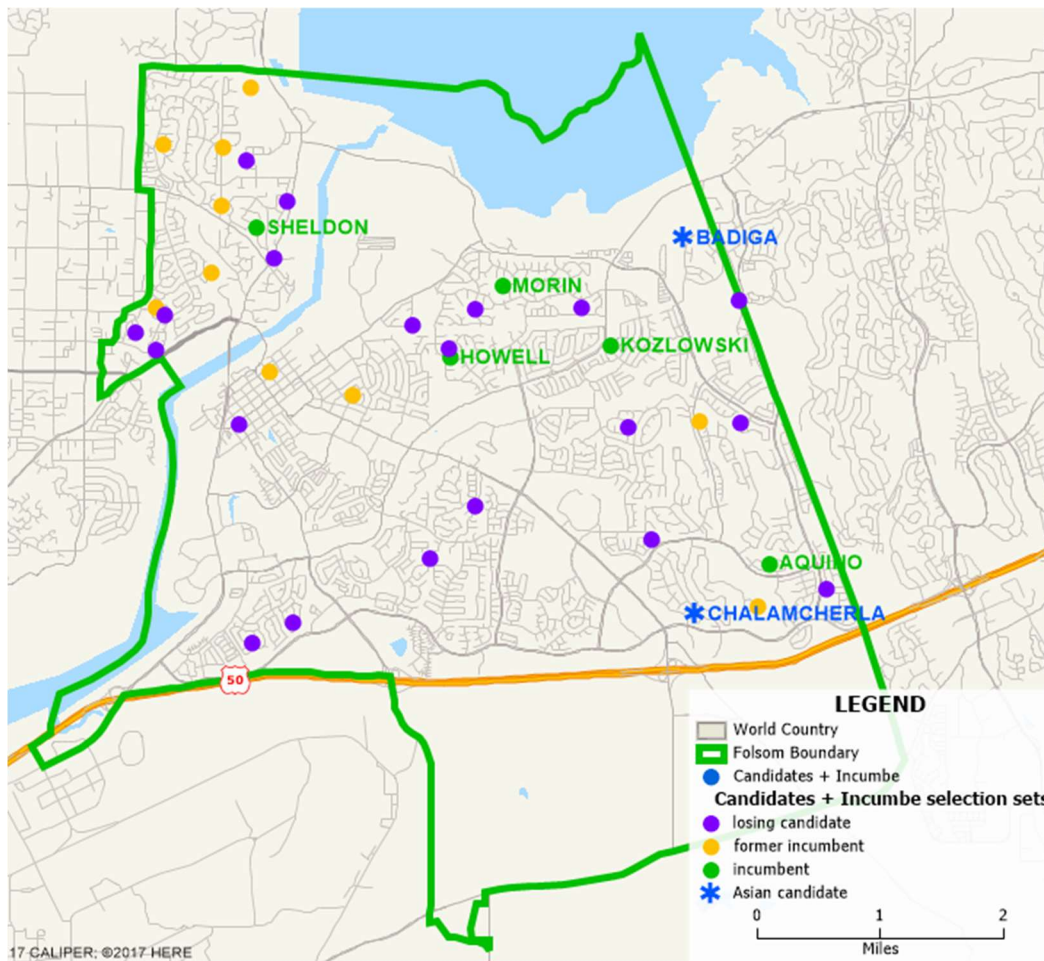 BADIGA
SHELDON
MORIN
KOZLOWSKI
HOWELL
AQUINO
CHALAMCHERLA
50
LEGEND
World Country
Folsom Boundary
Candidates + Incumbe
Candidates + Incumbe selection sets
losing candidate
former incumbent
incumbent
Asian candidate
0 1 2
Miles
17 CALIPER; ©2017 HERE